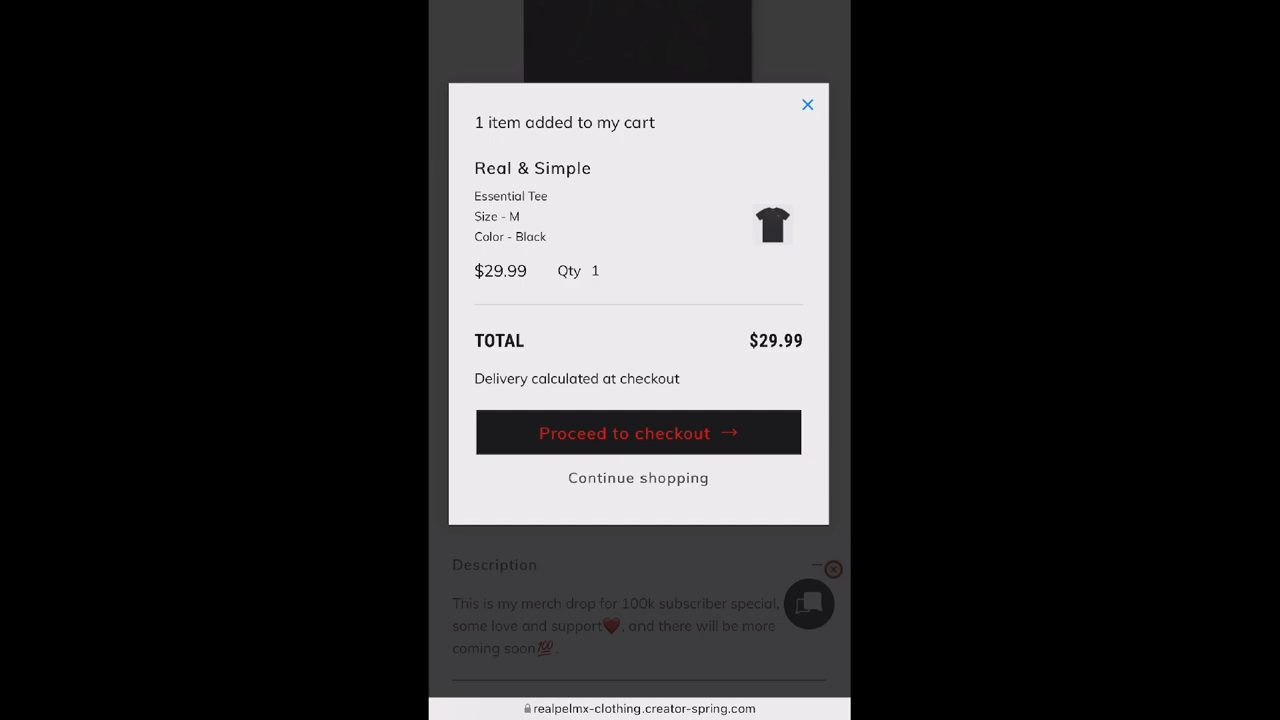 1 item added to my cart
Real & Simple
Essential Tee
Size - M
Color - Black
$29.99 Qty 1
TOTAL $29.99
Delivery calculated at checkout
Proceed to checkout →
Continue shopping
Description
This is my merch drop for 100k subscriber special,
some love and support❤️, and there will be more
coming soon💯.
realpelmx-clothing.creator-spring.com